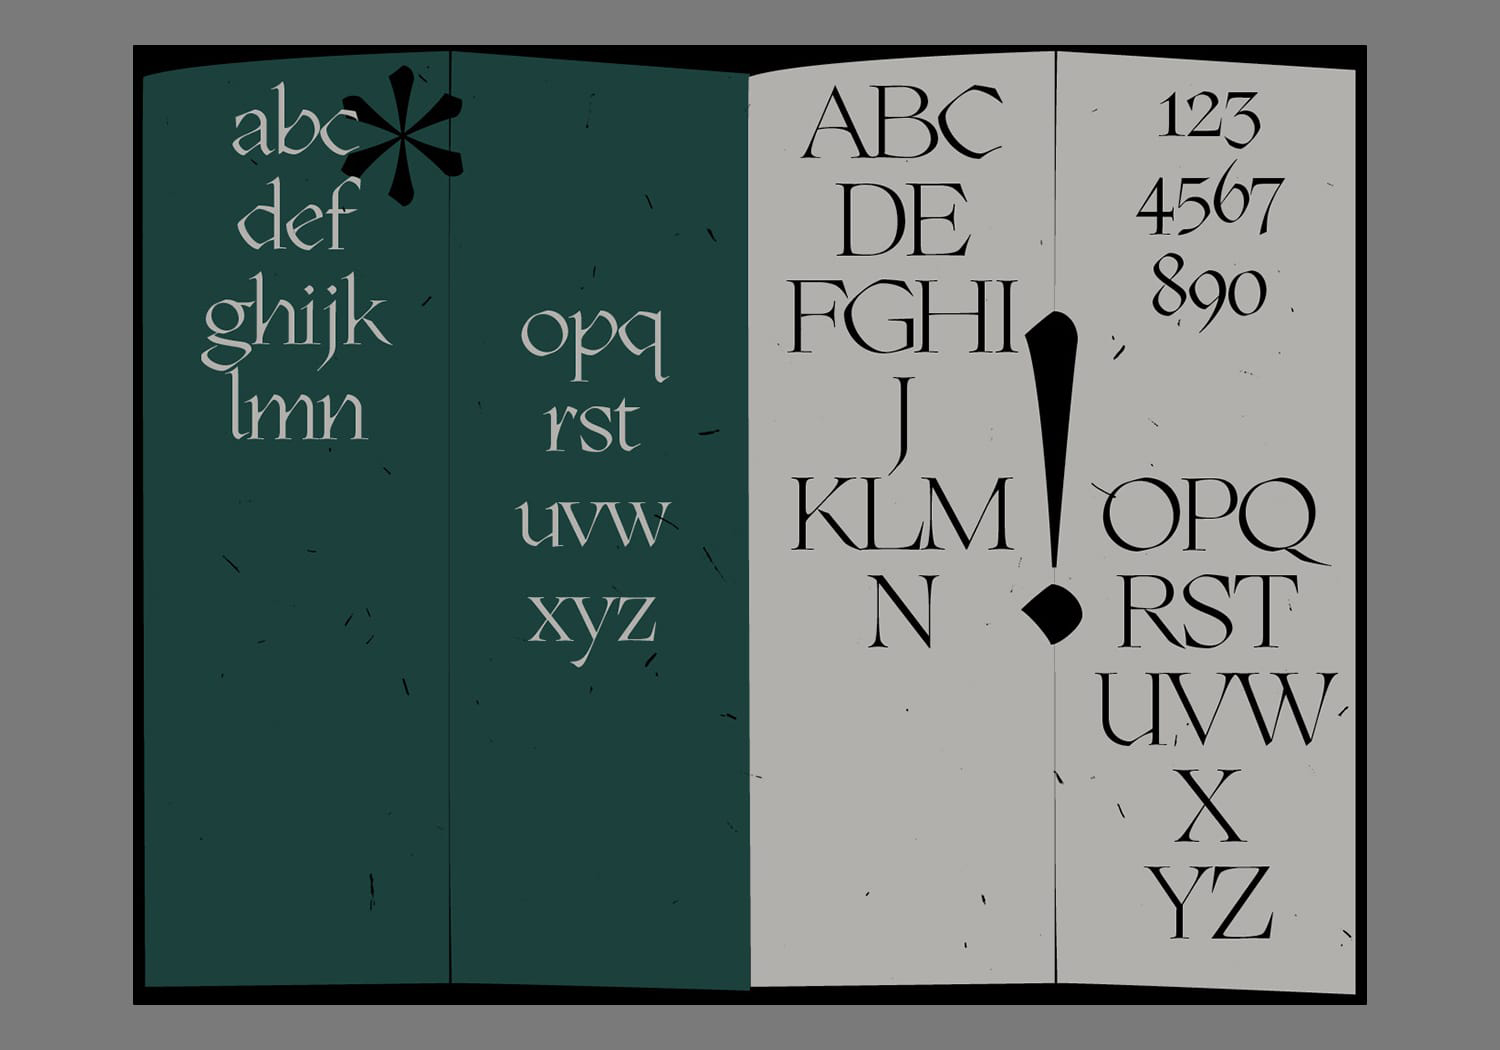 abc*
def
ghijk
lmn
opq
rst
uvw
xyz
ABC
DE
FGHI
J
KLM
N
!
123
4567
890
OPQ
RST
UVW
X
YZ